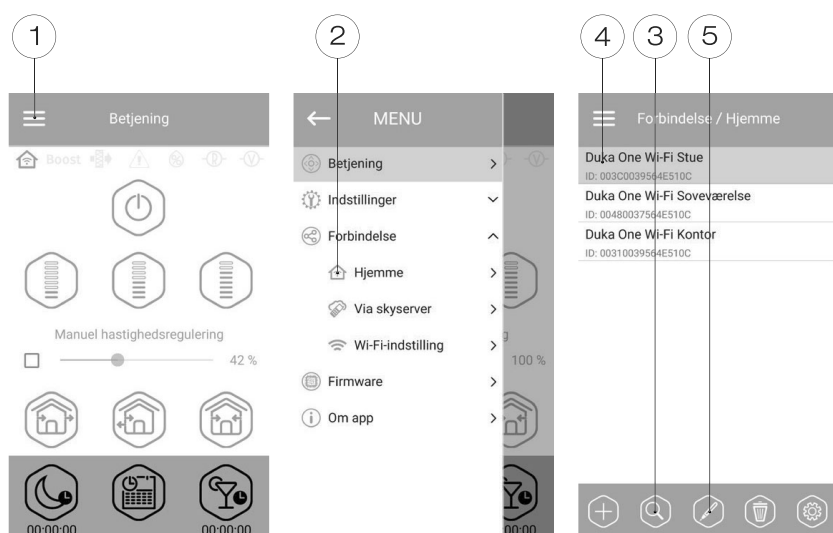 1
2
4
3
5
Betjening
Boost
Manuel hastighedsregulering
42 %
00:00:00
00:00:00
MENU
Betjening
Indstillinger
Forbindelse
Hjemme
Via skyserver
Wi-Fi-indstilling
Firmware
Om app
g
100 %
00:00
Forbindelse / Hjemme
Duka One Wi-Fi Stue
ID: 003C0039564E510C
Duka One Wi-Fi Soveværelse
ID: 00480037564E510C
Duka One Wi-Fi Kontor
ID: 00310039564E510C